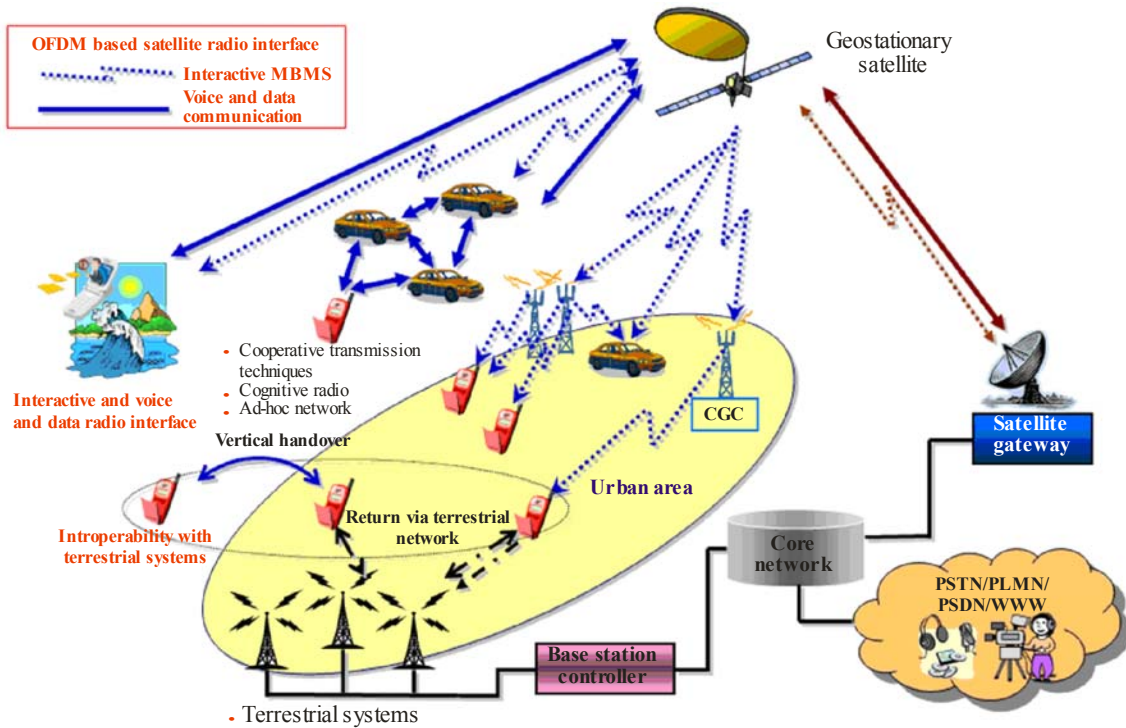 OFDM based satellite radio interface
Interactive MBMS
Voice and data
communication
Geostationary
satellite
• Cooperative transmission
techniques
• Cognitive radio
• Ad-hoc network
Interactive and voice
and data radio interface
CGC
Satellite
gateway
Vertical handover
Urban area
Return via terrestrial
network
Introperability with
terrestrial systems
Core
network
PSTN/PLMN/
PSDN/WWW
Base station
controller
• Terrestrial systems